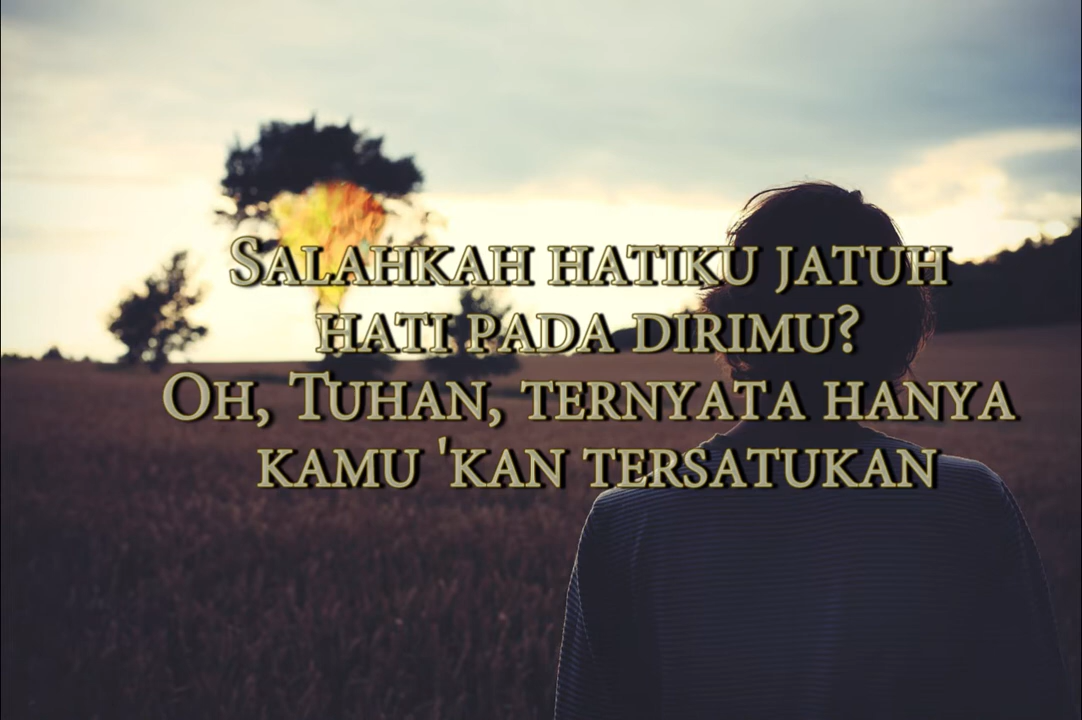 Salahkah hatiku jatuh
hati pada dirimu?
Oh, Tuhan, ternyata hanya
kamu 'kan tersatukan